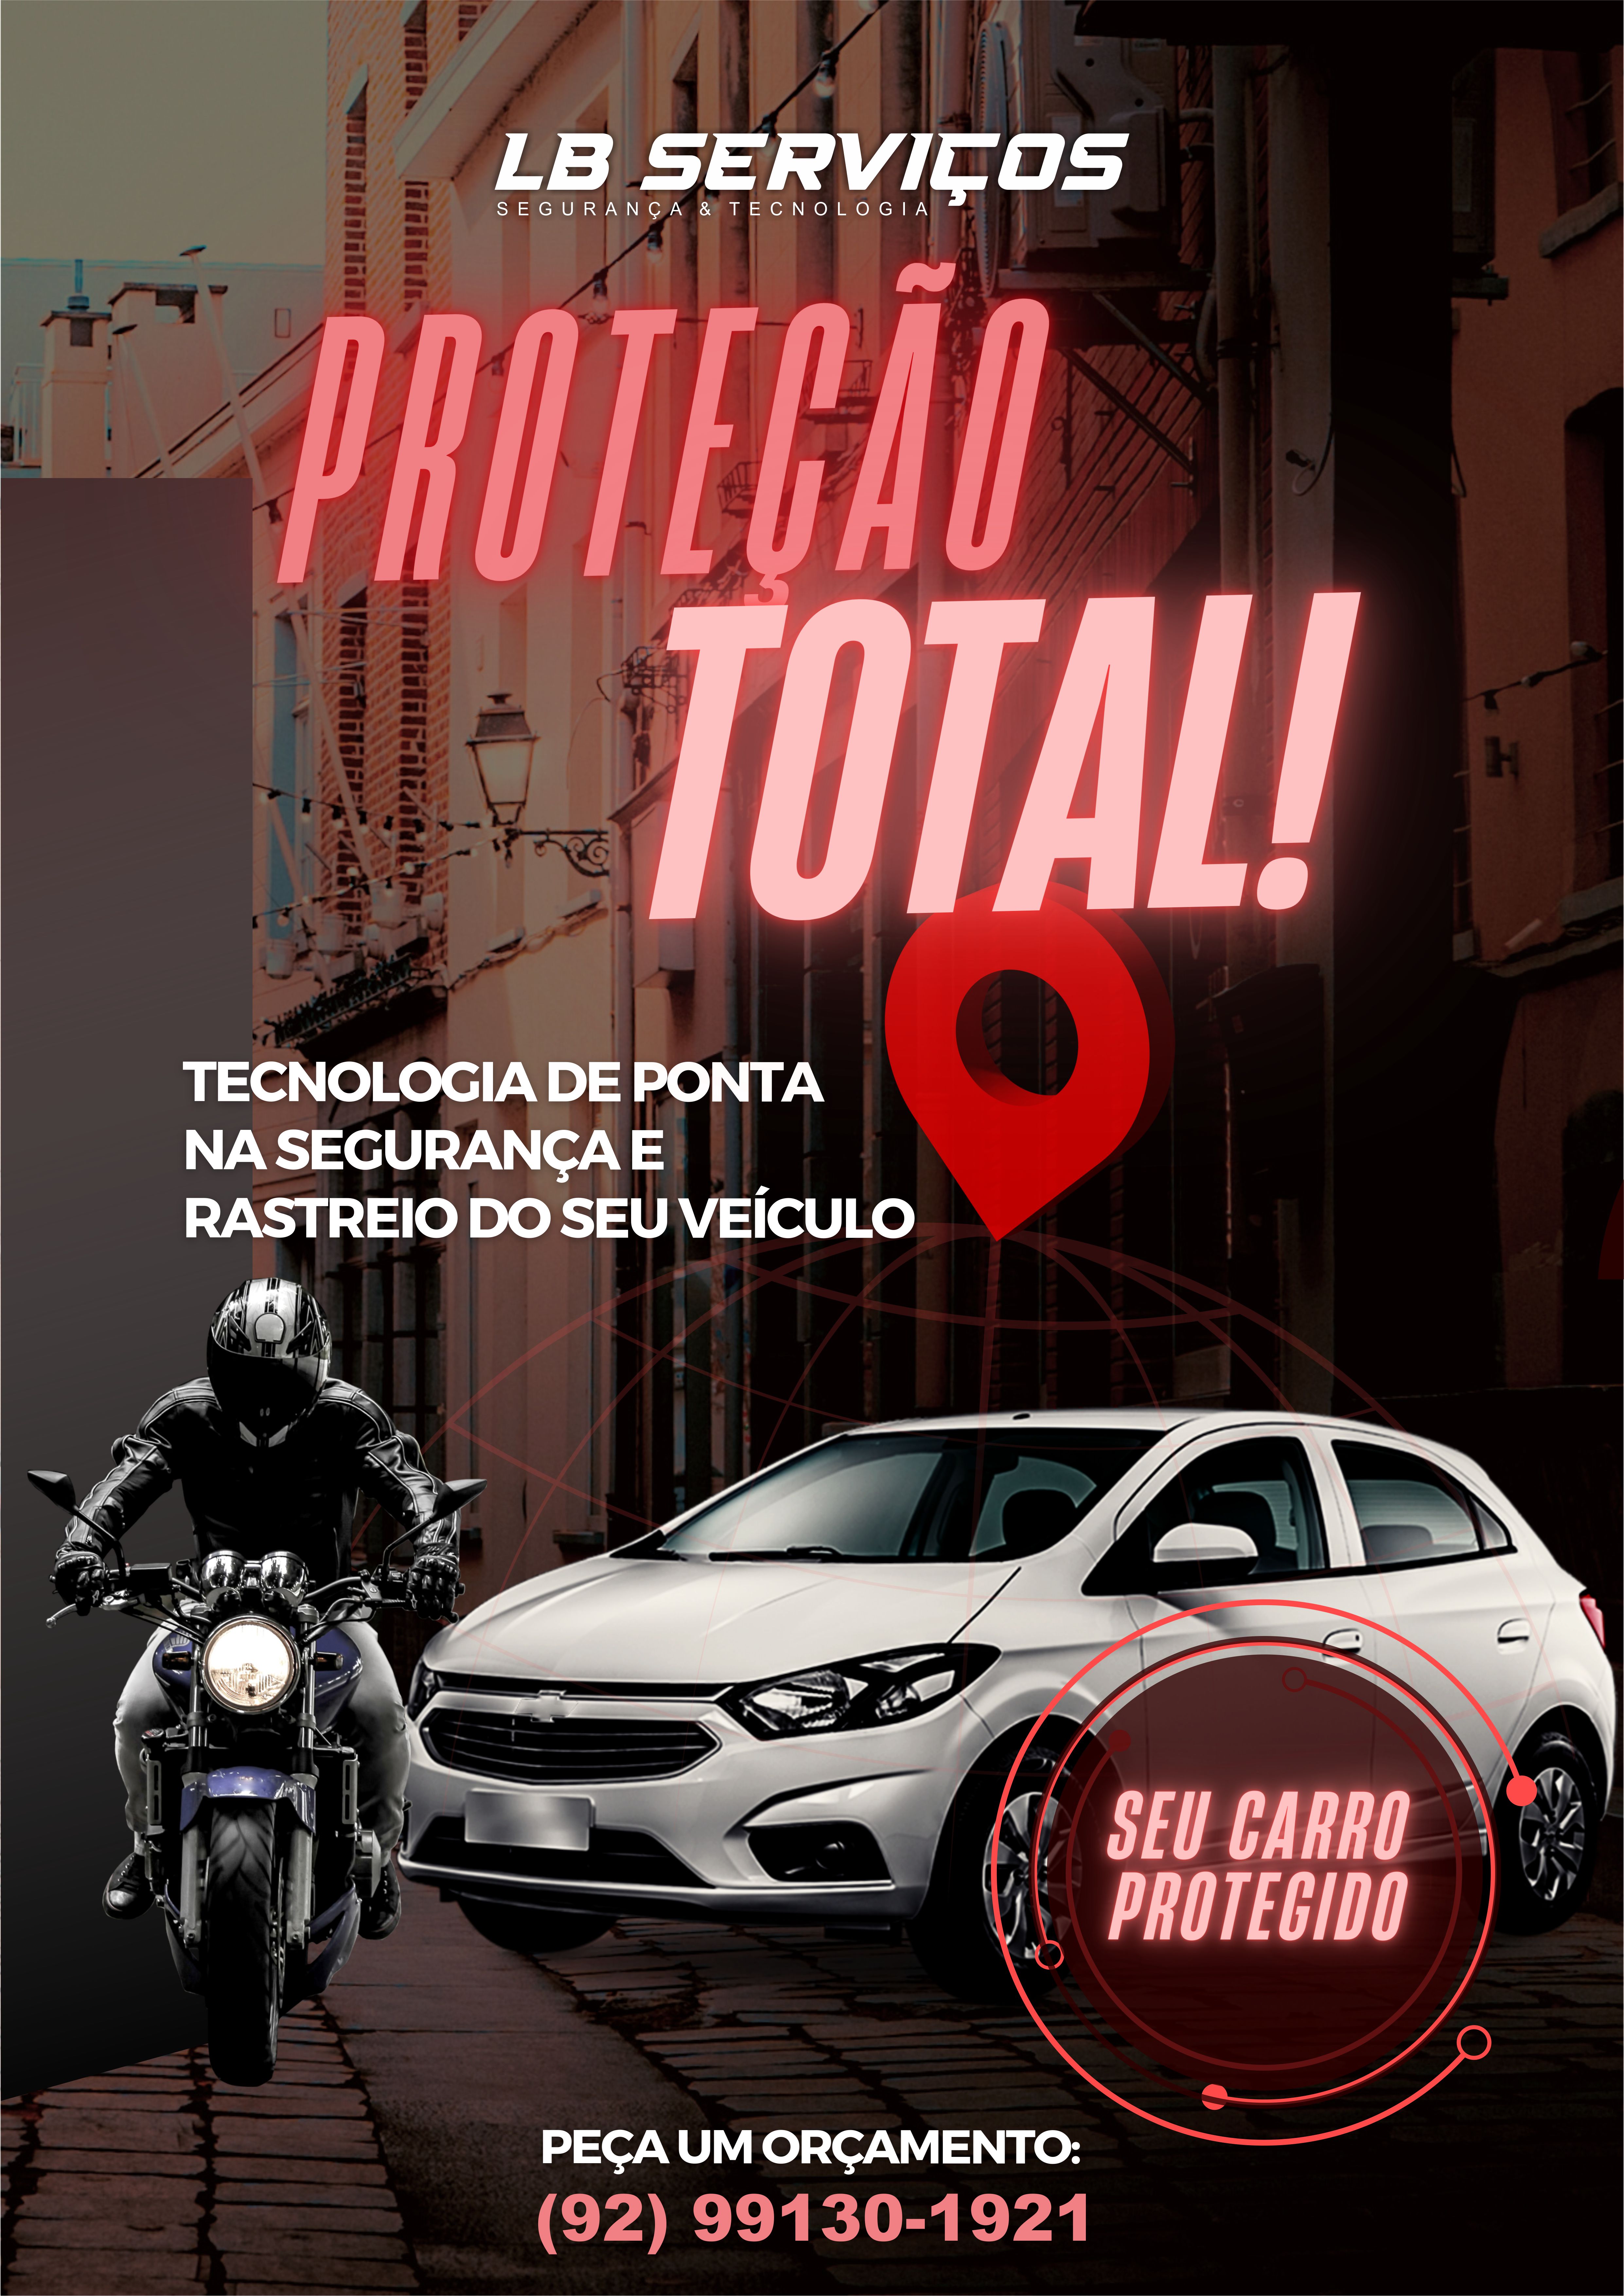 LB SERVIÇOS
SEGURANÇA & TECNOLOGIA
PROTEÇÃO
TOTAL!
TECNOLOGIA DE PONTA
NA SEGURANÇA E
RASTREIO DO SEU VEÍCULO
SEU CARRO
PROTEGIDO
PEÇA UM ORÇAMENTO:
(92) 99130-1921